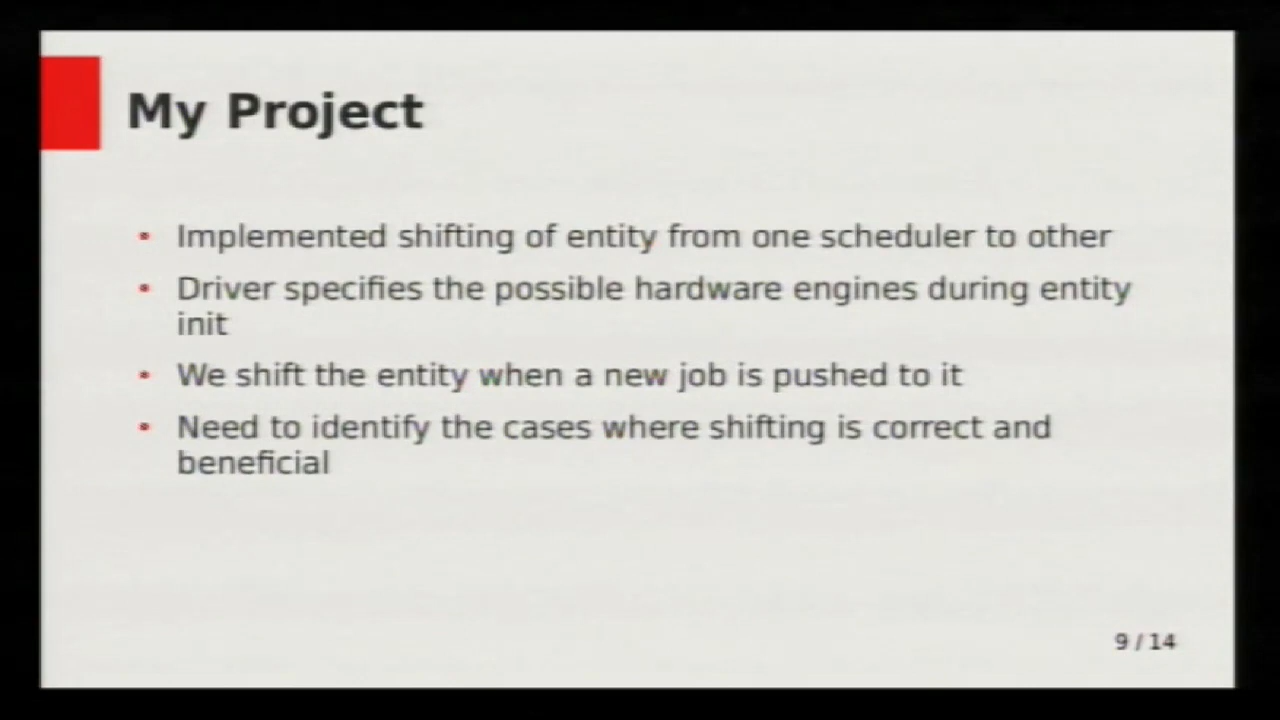 My Project
• Implemented shifting of entity from one scheduler to other
• Driver specifies the possible hardware engines during entity
init
• We shift the entity when a new job is pushed to it
• Need to identify the cases where shifting is correct and
beneficial
9 / 14